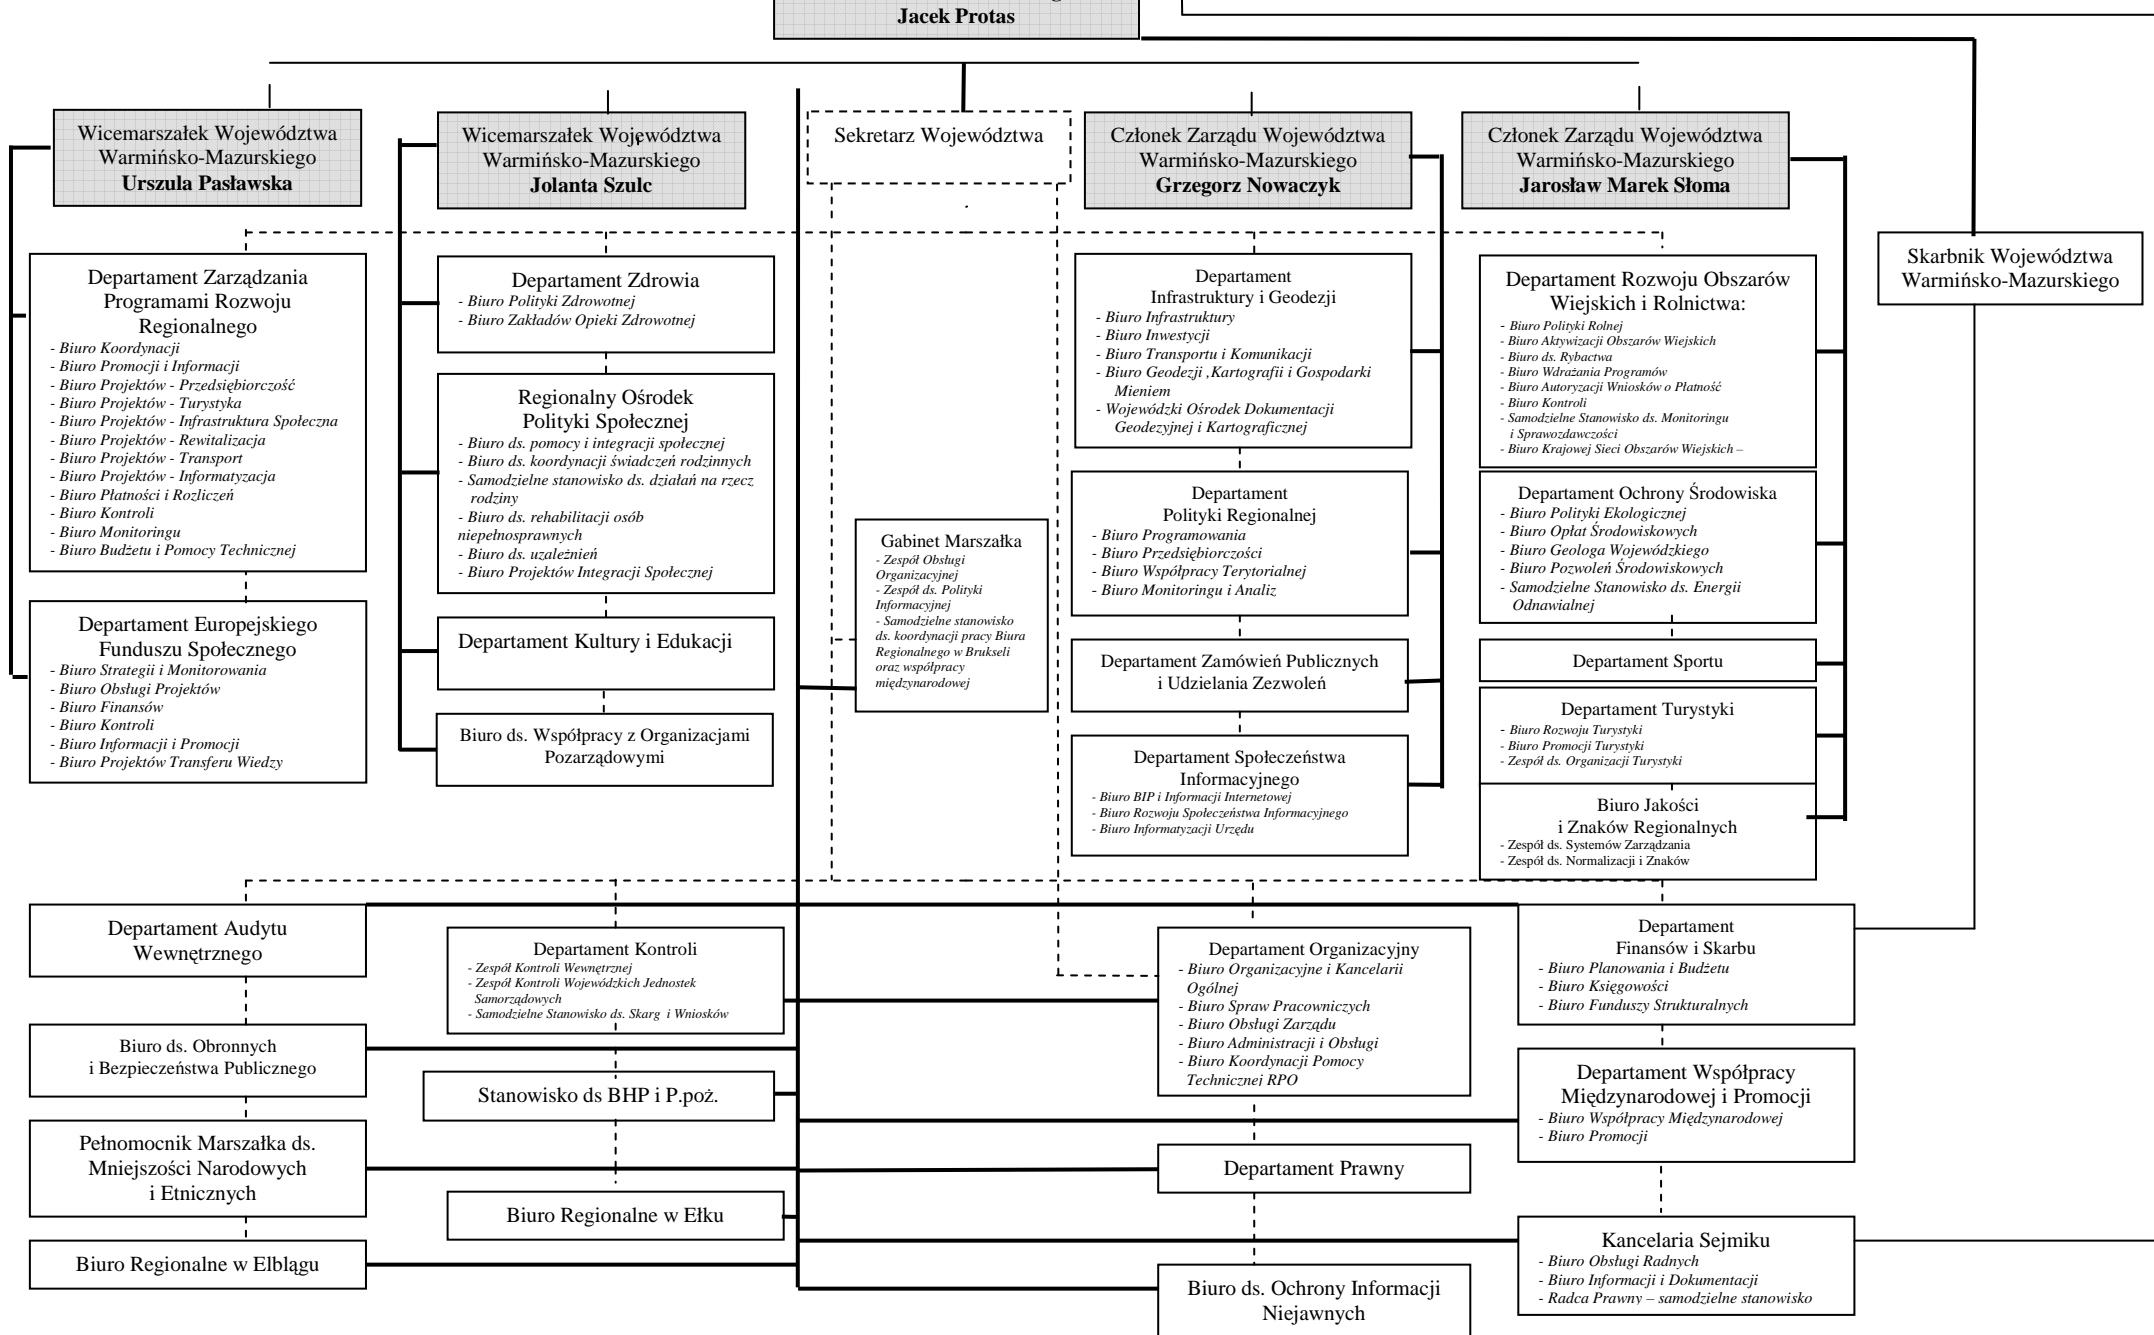 Jacek Protas
Wicemarszałek Województwa
Warmińsko-Mazurskiego
Urszula Pasławska
Wicemarszałek Województwa
Warmińsko-Mazurskiego
Jolanta Szulc
Sekretarz Województwa
Członek Zarządu Województwa
Warmińsko-Mazurskiego
Grzegorz Nowaczyk
Członek Zarządu Województwa
Warmińsko-Mazurskiego
Jarosław Marek Słoma
Skarbnik Województwa
Warmińsko-Mazurskiego
Departament Zarządzania
Programami Rozwoju
Regionalnego
- Biuro Koordynacji
- Biuro Promocji i Informacji
- Biuro Projektów - Przedsiębiorczość
- Biuro Projektów - Turystyka
- Biuro Projektów - Infrastruktura Społeczna
- Biuro Projektów - Rewitalizacja
- Biuro Projektów - Transport
- Biuro Projektów - Informatyzacja
- Biuro Płatności i Rozliczeń
- Biuro Kontroli
- Biuro Monitoringu
- Biuro Budżetu i Pomocy Technicznej
Departament Europejskiego
Funduszu Społecznego
- Biuro Strategii i Monitorowania
- Biuro Obsługi Projektów
- Biuro Finansów
- Biuro Kontroli
- Biuro Informacji i Promocji
- Biuro Projektów Transferu Wiedzy
Departament Zdrowia
- Biuro Polityki Zdrowotnej
- Biuro Zakładów Opieki Zdrowotnej
Regionalny Ośrodek
Polityki Społecznej
- Biuro ds. pomocy i integracji społecznej
- Biuro ds. koordynacji świadczeń rodzinnych
- Samodzielne stanowisko ds. działań na rzecz
rodziny
- Biuro ds. rehabilitacji osób
niepełnosprawnych
- Biuro ds. uzależnień
- Biuro Projektów Integracji Społecznej
Departament Kultury i Edukacji
Biuro ds. Współpracy z Organizacjami
Pozarządowymi
Gabinet Marszałka
- Zespół Obsługi
Organizacyjnej
- Zespół ds. Polityki
Informacyjnej
- Samodzielne stanowisko
ds. koordynacji pracy Biura
Regionalnego w Brukseli
oraz współpracy
międzynarodowej
Departament
Infrastruktury i Geodezji
- Biuro Infrastruktury
- Biuro Inwestycji
- Biuro Transportu i Komunikacji
- Biuro Geodezji ,Kartografii i Gospodarki
Mieniem
- Wojewódzki Ośrodek Dokumentacji
Geodezyjnej i Kartograficznej
Departament
Polityki Regionalnej
- Biuro Programowania
- Biuro Przedsiębiorczości
- Biuro Współpracy Terytorialnej
- Biuro Monitoringu i Analiz
Departament Zamówień Publicznych
i Udzielania Zezwoleń
Departament Społeczeństwa
Informacyjnego
- Biuro BIP i Informacji Internetowej
- Biuro Rozwoju Społeczeństwa Informacyjnego
- Biuro Informatyzacji Urzędu
Departament Rozwoju Obszarów
Wiejskich i Rolnictwa:
- Biuro Polityki Rolnej
- Biuro Aktywizacji Obszarów Wiejskich
- Biuro ds. Rybactwa
- Biuro Wdrażania Programów
- Biuro Autoryzacji Wniosków o Płatność
- Biuro Kontroli
- Samodzielne Stanowisko ds. Monitoringu
i Sprawozdawczości
- Biuro Krajowej Sieci Obszarów Wiejskich –
Departament Ochrony Środowiska
- Biuro Polityki Ekologicznej
- Biuro Opłat Środowiskowych
- Biuro Geologa Wojewódzkiego
- Biuro Pozwoleń Środowiskowych
- Samodzielne Stanowisko ds. Energii
Odnawialnej
Departament Sportu
Departament Turystyki
- Biuro Rozwoju Turystyki
- Biuro Promocji Turystyki
- Zespół ds. Organizacji Turystyki
Biuro Jakości
i Znaków Regionalnych
- Zespół ds. Systemów Zarządzania
- Zespół ds. Normalizacji i Znaków
Departament Audytu
Wewnętrznego
Biuro ds. Obronnych
i Bezpieczeństwa Publicznego
Pełnomocnik Marszałka ds.
Mniejszości Narodowych
i Etnicznych
Biuro Regionalne w Elblągu
Departament Kontroli
- Zespół Kontroli Wewnętrznej
- Zespół Kontroli Wojewódzkich Jednostek
Samorządowych
- Samodzielne Stanowisko ds. Skarg i Wniosków
Stanowisko ds BHP i P.poż.
Biuro Regionalne w Ełku
Departament Organizacyjny
- Biuro Organizacyjne i Kancelarii
Ogólnej
- Biuro Spraw Pracowniczych
- Biuro Obsługi Zarządu
- Biuro Administracji i Obsługi
- Biuro Koordynacji Pomocy
Technicznej RPO
Departament Prawny
Biuro ds. Ochrony Informacji
Niejawnych
Departament
Finansów i Skarbu
- Biuro Planowania i Budżetu
- Biuro Księgowości
- Biuro Funduszy Strukturalnych
Departament Współpracy
Międzynarodowej i Promocji
- Biuro Współpracy Międzynarodowej
- Biuro Promocji
Kancelaria Sejmiku
- Biuro Obsługi Radnych
- Biuro Informacji i Dokumentacji
- Radca Prawny – samodzielne stanowisko